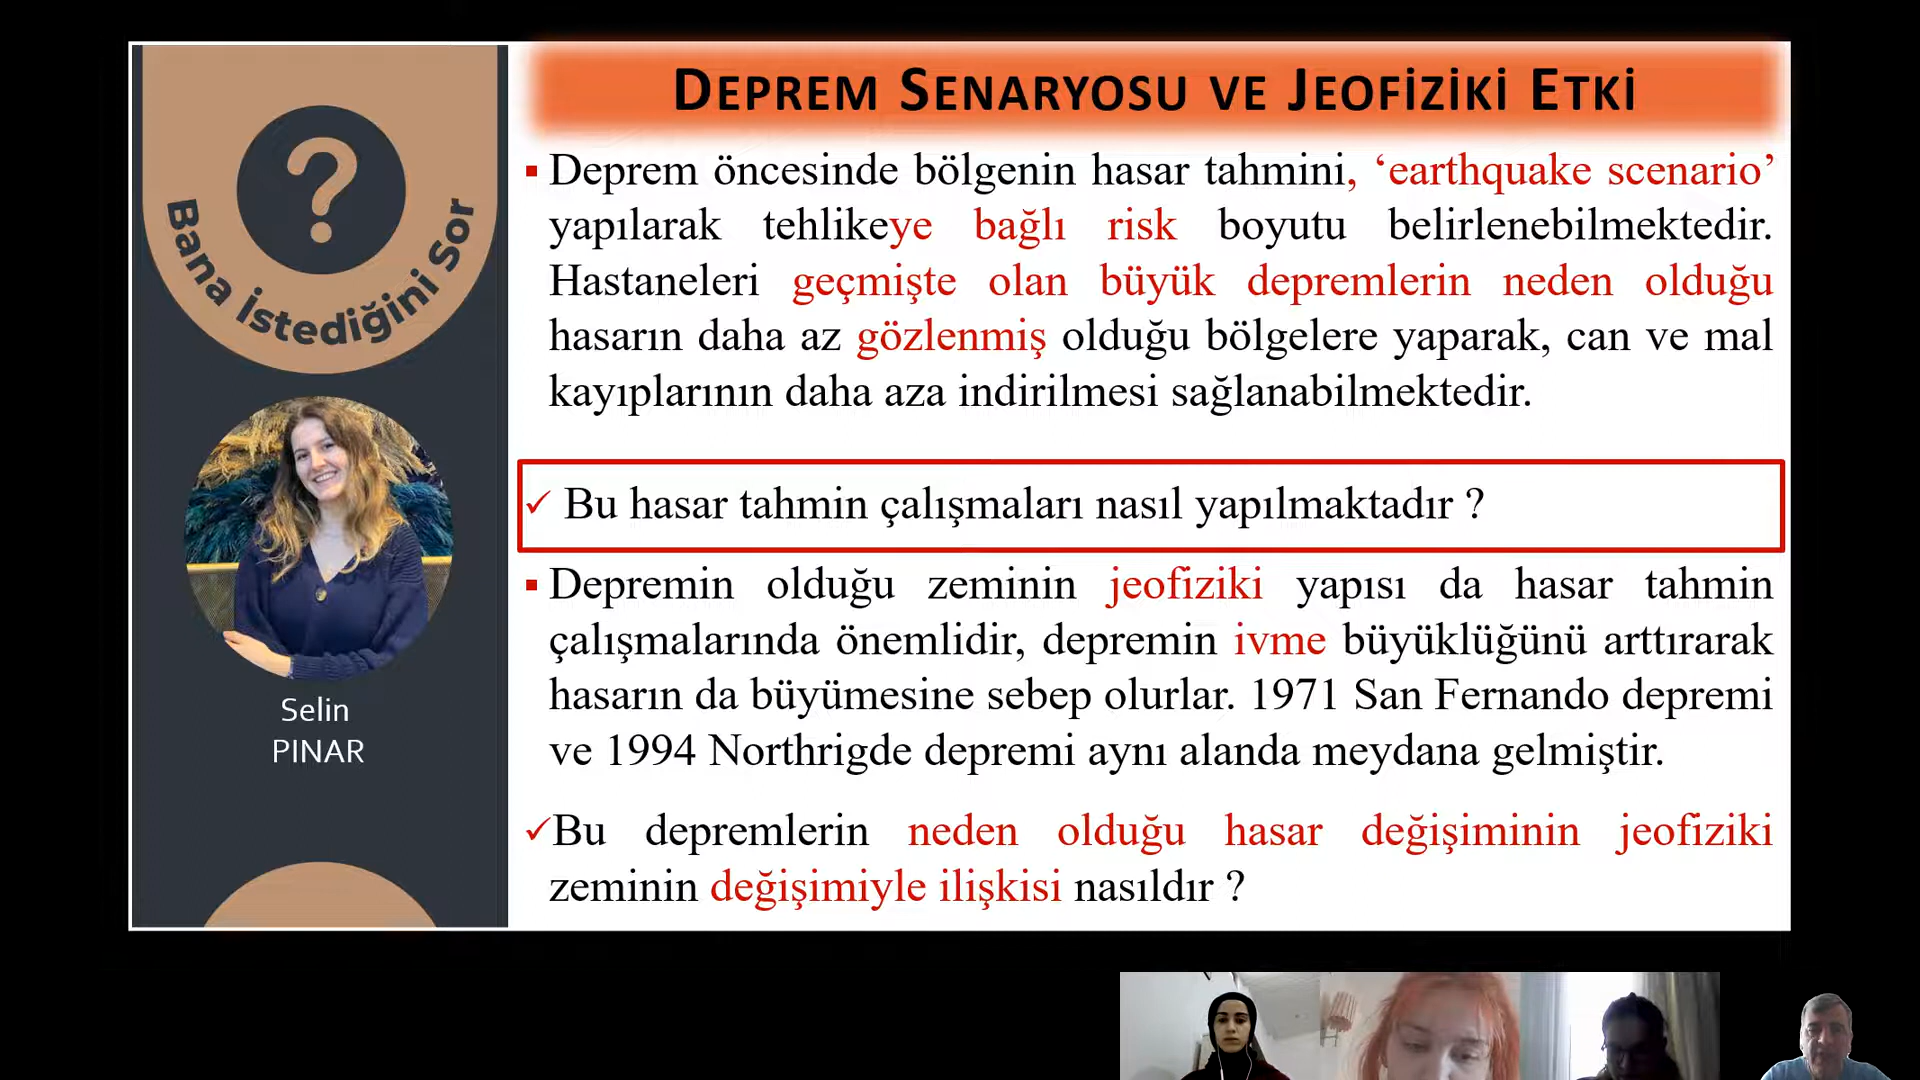 ?
Bana İstediğini Sor
Selin
PINAR
DEPREM SENARYOSU VE JEOFİZİKİ ETKİ
▪ Deprem öncesinde bölgenin hasar tahmini, ‘earthquake scenario’
yapılarak tehlikeye bağlı risk boyutu belirlenebilmektedir.
Hastaneleri geçmişte olan büyük depremlerin neden olduğu
hasarın daha az gözlenmiş olduğu bölgelere yaparak, can ve mal
kayıplarının daha aza indirilmesi sağlanabilmektedir.
✓ Bu hasar tahmin çalışmaları nasıl yapılmaktadır ?
▪ Depremin olduğu zeminin jeofiziki yapısı da hasar tahmin
çalışmalarında önemlidir, depremin ivme büyüklüğünü arttırarak
hasarın da büyümesine sebep olurlar. 1971 San Fernando depremi
ve 1994 Northrigde depremi aynı alanda meydana gelmiştir.
✓Bu depremlerin neden olduğu hasar değişiminin jeofiziki
zeminin değişimiyle ilişkisi nasıldır ?